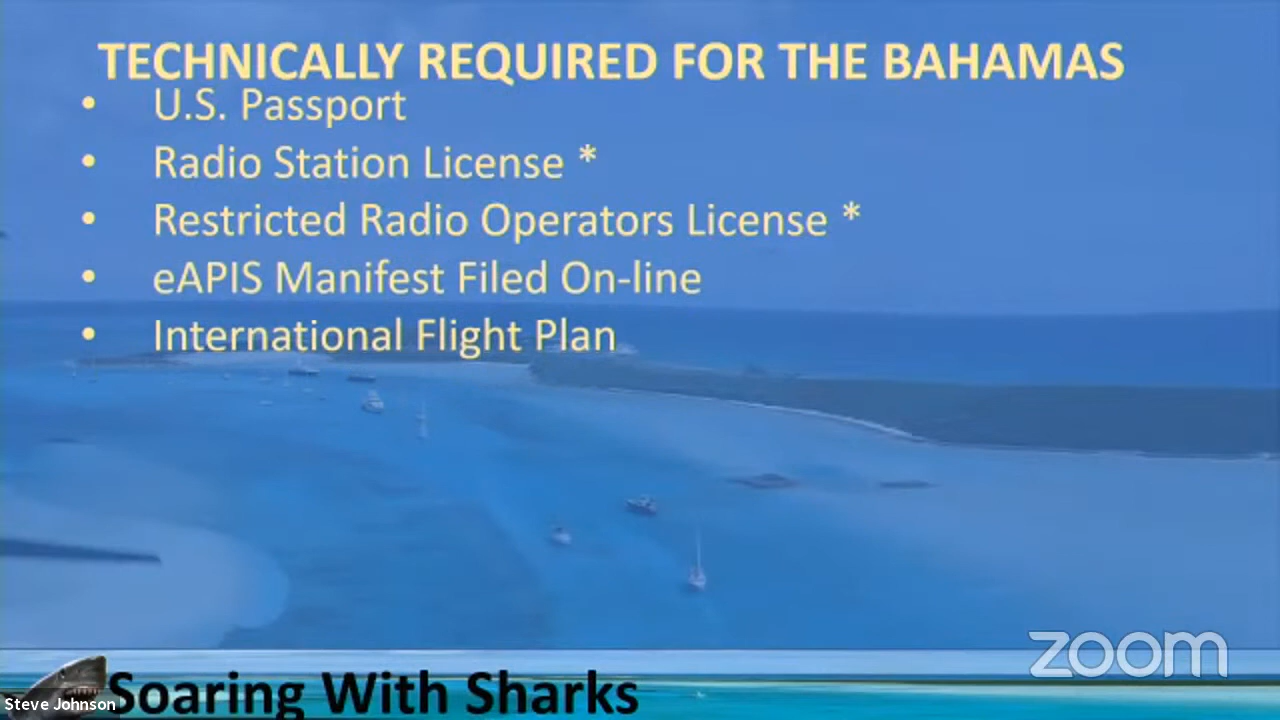 TECHNICALLY REQUIRED FOR THE BAHAMAS
• U.S. Passport
• Radio Station License *
• Restricted Radio Operators License *
• eAPIS Manifest Filed On-line
• International Flight Plan
zoom
Soaring With Sharks
Steve Johnson